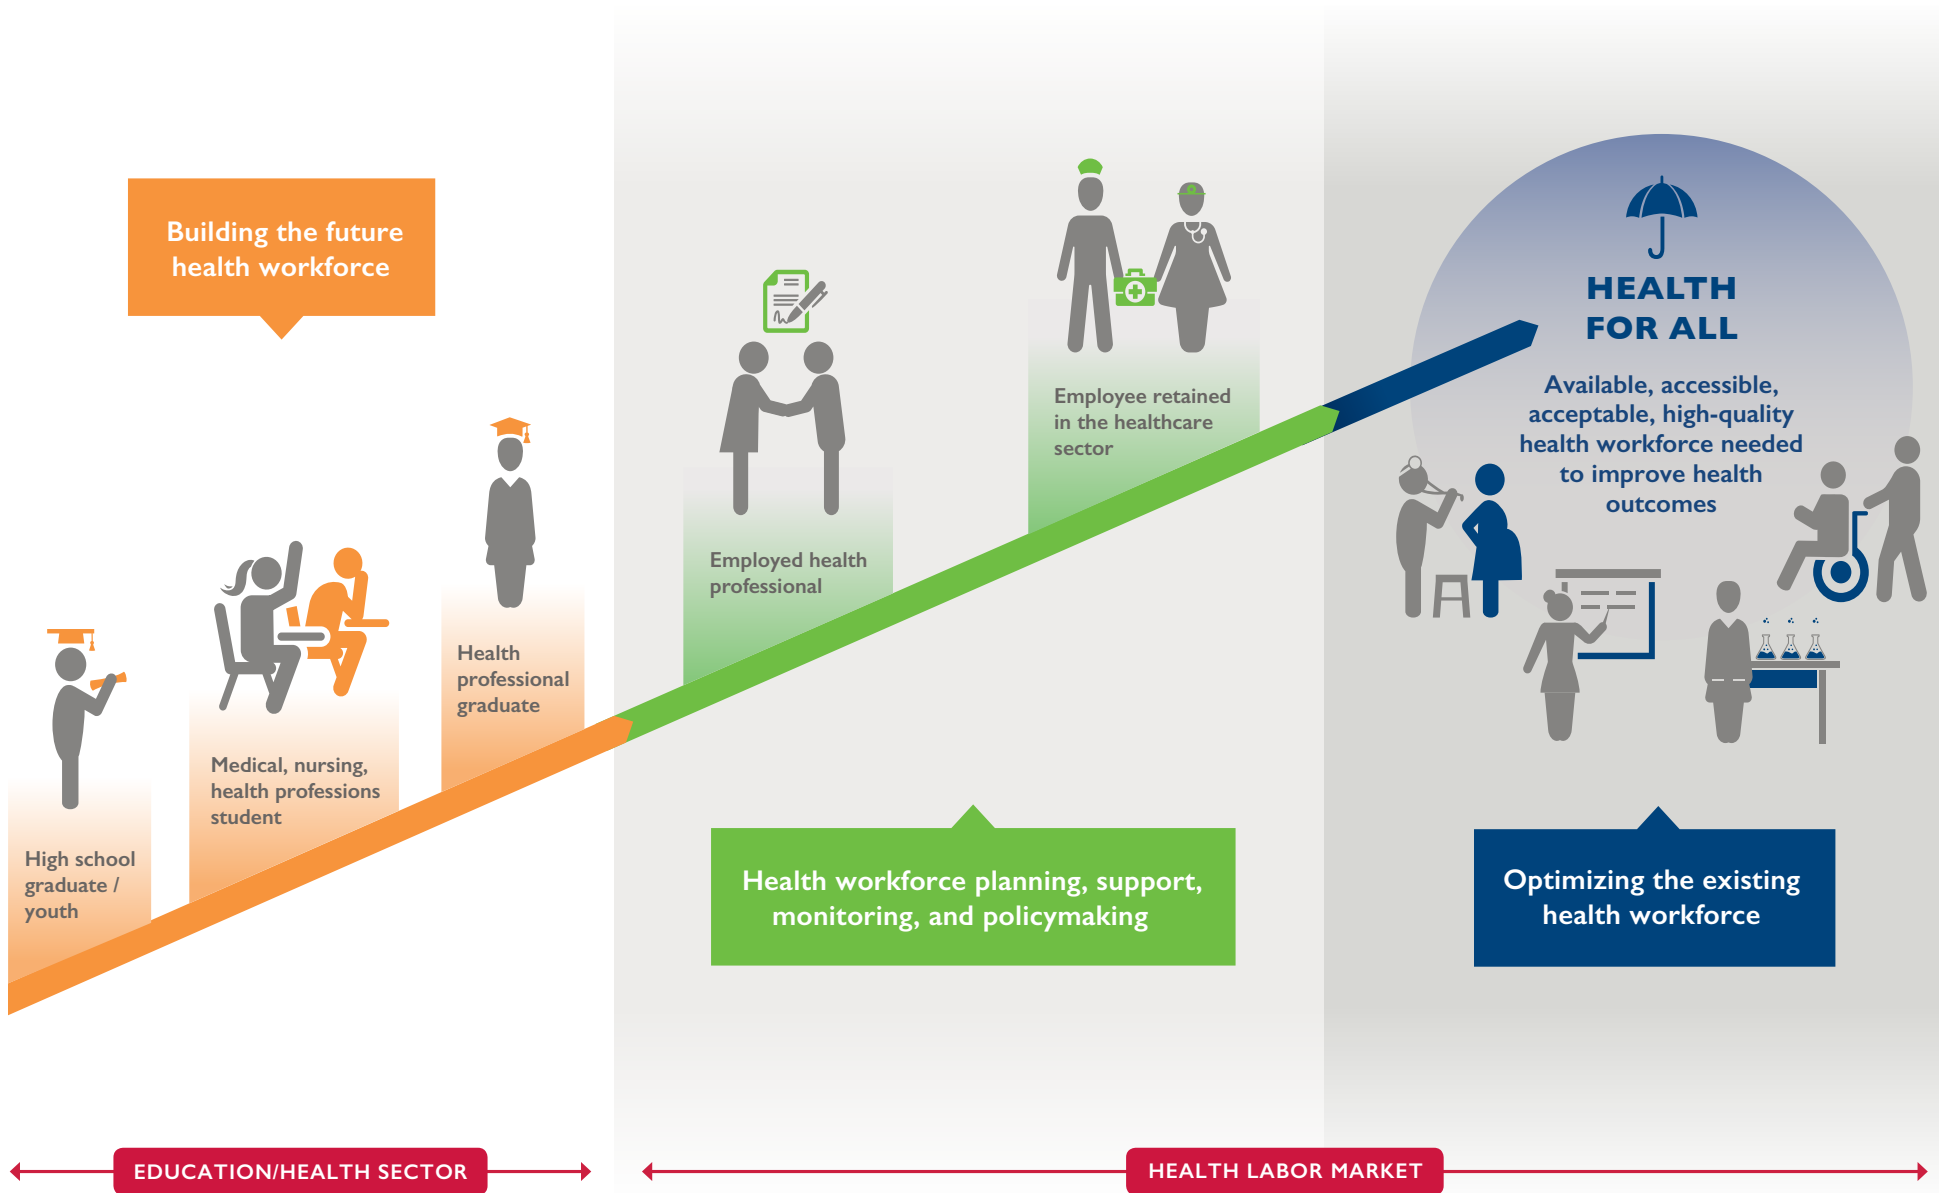 Building the future
health workforce
High school
graduate /
youth
Medical, nursing,
health professions
student
Health
professional
graduate
Employed health
professional
Employee retained
in the healthcare
sector
HEALTH
FOR ALL
Available, accessible,
acceptable, high-quality
health workforce needed
to improve health
outcomes
Health workforce planning, support,
monitoring, and policymaking
Optimizing the existing
health workforce
EDUCATION/HEALTH SECTOR
HEALTH LABOR MARKET